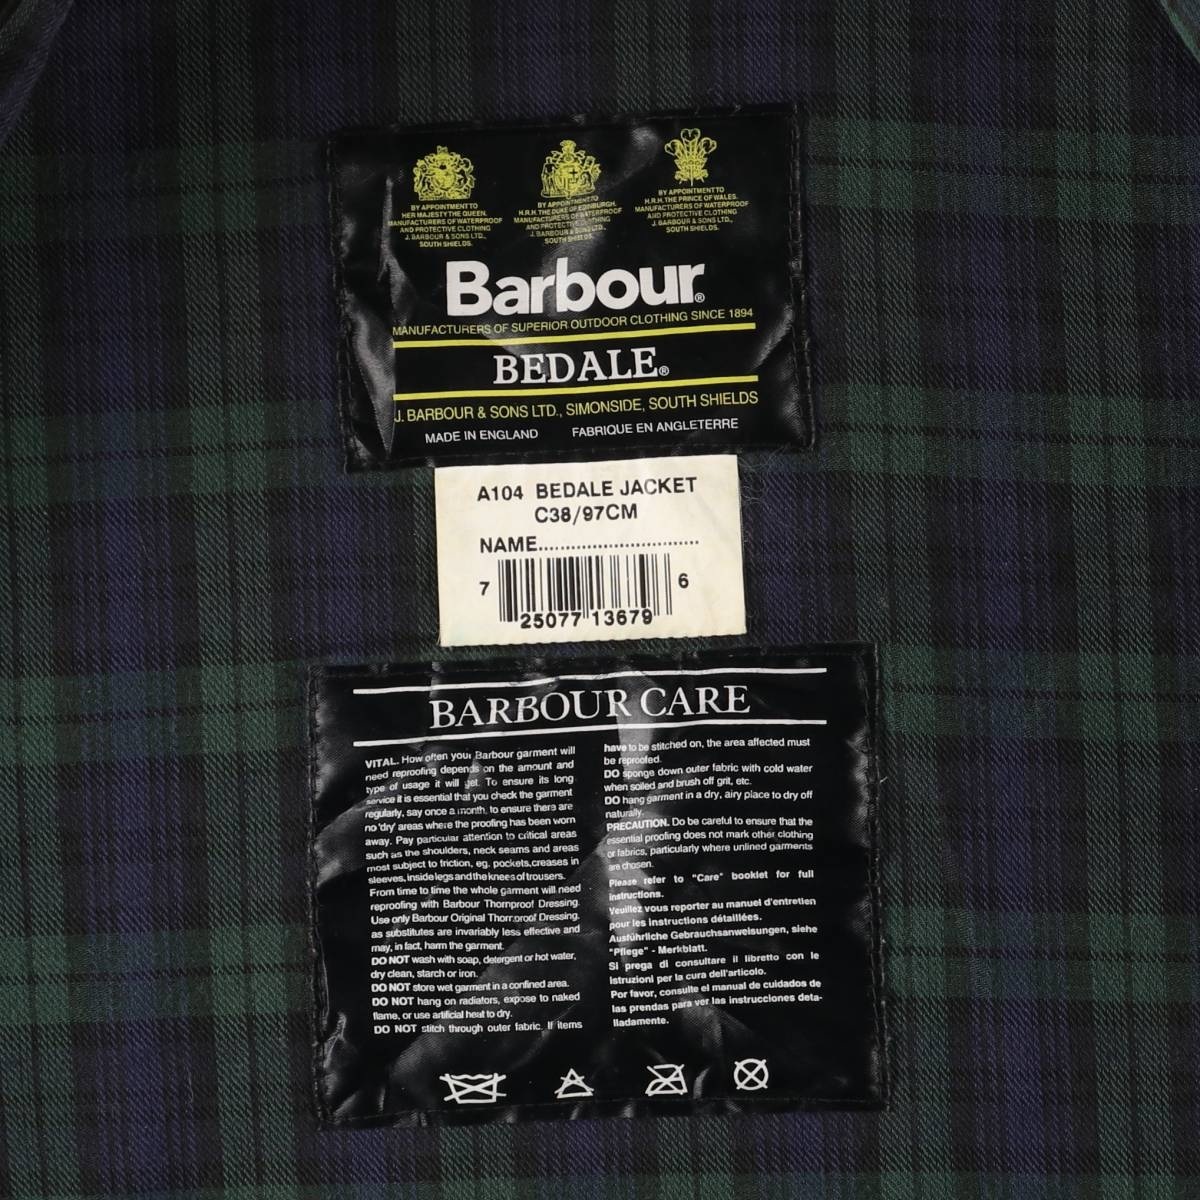 BY APPOINTMENT TO
HER MAJESTY THE QUEEN.
MANUFACTURERS OF WATERPROOF
AND PROTECTIVE CLOTHING
J. BARBOUR & SONS LTD.,
SOUTH SHIELDS.
BY APPOINTMENT TO
H.R.H. THE DUKE OF EDINBURGH.
MANUFACTURERS OF WATERPROOF
AND PROTECTIVE CLOTHING
J. BARBOUR & SONS LTD.,
SOUTH SHIELDS.
BY APPOINTMENT TO
H.R.H. THE PRINCE OF WALES.
MANUFACTURERS OF WATERPROOF
AND PROTECTIVE CLOTHING
J. BARBOUR & SONS LTD.,
SOUTH SHIELDS.
Barbour®
MANUFACTURERS OF SUPERIOR OUTDOOR CLOTHING SINCE 1894
BEDALE®
J. BARBOUR & SONS LTD., SIMONSIDE, SOUTH SHIELDS
MADE IN ENGLAND FABRIQUE EN ANGLETERRE
A104 BEDALE JACKET
C38/97CM
NAME..............................
7 25077 13679 6
BARBOUR CARE
VITAL. How often your Barbour garment will
need reproofing depends on the amount and
type of usage it will get. To ensure its long
service it is essential that you check the garment
regularly, say once a month, to ensure there are
no 'dry' areas where the proofing has been worn
away. Pay particular attention to critical areas
such as the shoulders, neck seams and areas
most subject to friction, eg. pockets,creases in
sleeves, inside legs and the knees of trousers.
From time to time the whole garment will need
reproofing with Barbour Thornproof Dressing.
Use only Barbour Original Thornproof Dressing.
as substitutes are invariably less effective and
may, in fact, harm the garment.
DO NOT wash with soap, detergent or hot water,
dry clean, starch or iron.
DO NOT store wet garment in a confined area.
DO NOT hang on radiators, expose to naked
flame, or use artificial heat to dry.
DO NOT stitch through outer fabric. If items
have to be stitched on, the area affected must
be reproofed.
DO sponge down outer fabric with cold water
when soiled and brush off grit, etc.
DO hang garment in a dry, airy place to dry off
naturally.
PRECAUTION. Do be careful to ensure that the
essential proofing does not mark other clothing
or fabrics, particularly where unlined garments
are chosen.
Please refer to "Care" booklet for full
instructions.
Veuillez vous reporter au manuel d'entretien
pour les instructions détaillées.
Ausführliche Gebrauchsanweisungen, siehe
"Pflege" - Merkblatt.
Si prega di consultare il libretto con le
istruzioni per la cura dell'articolo.
Por favor, consulte el manual de cuidados de
las prendas para ver las instrucciones deta-
lladamente.